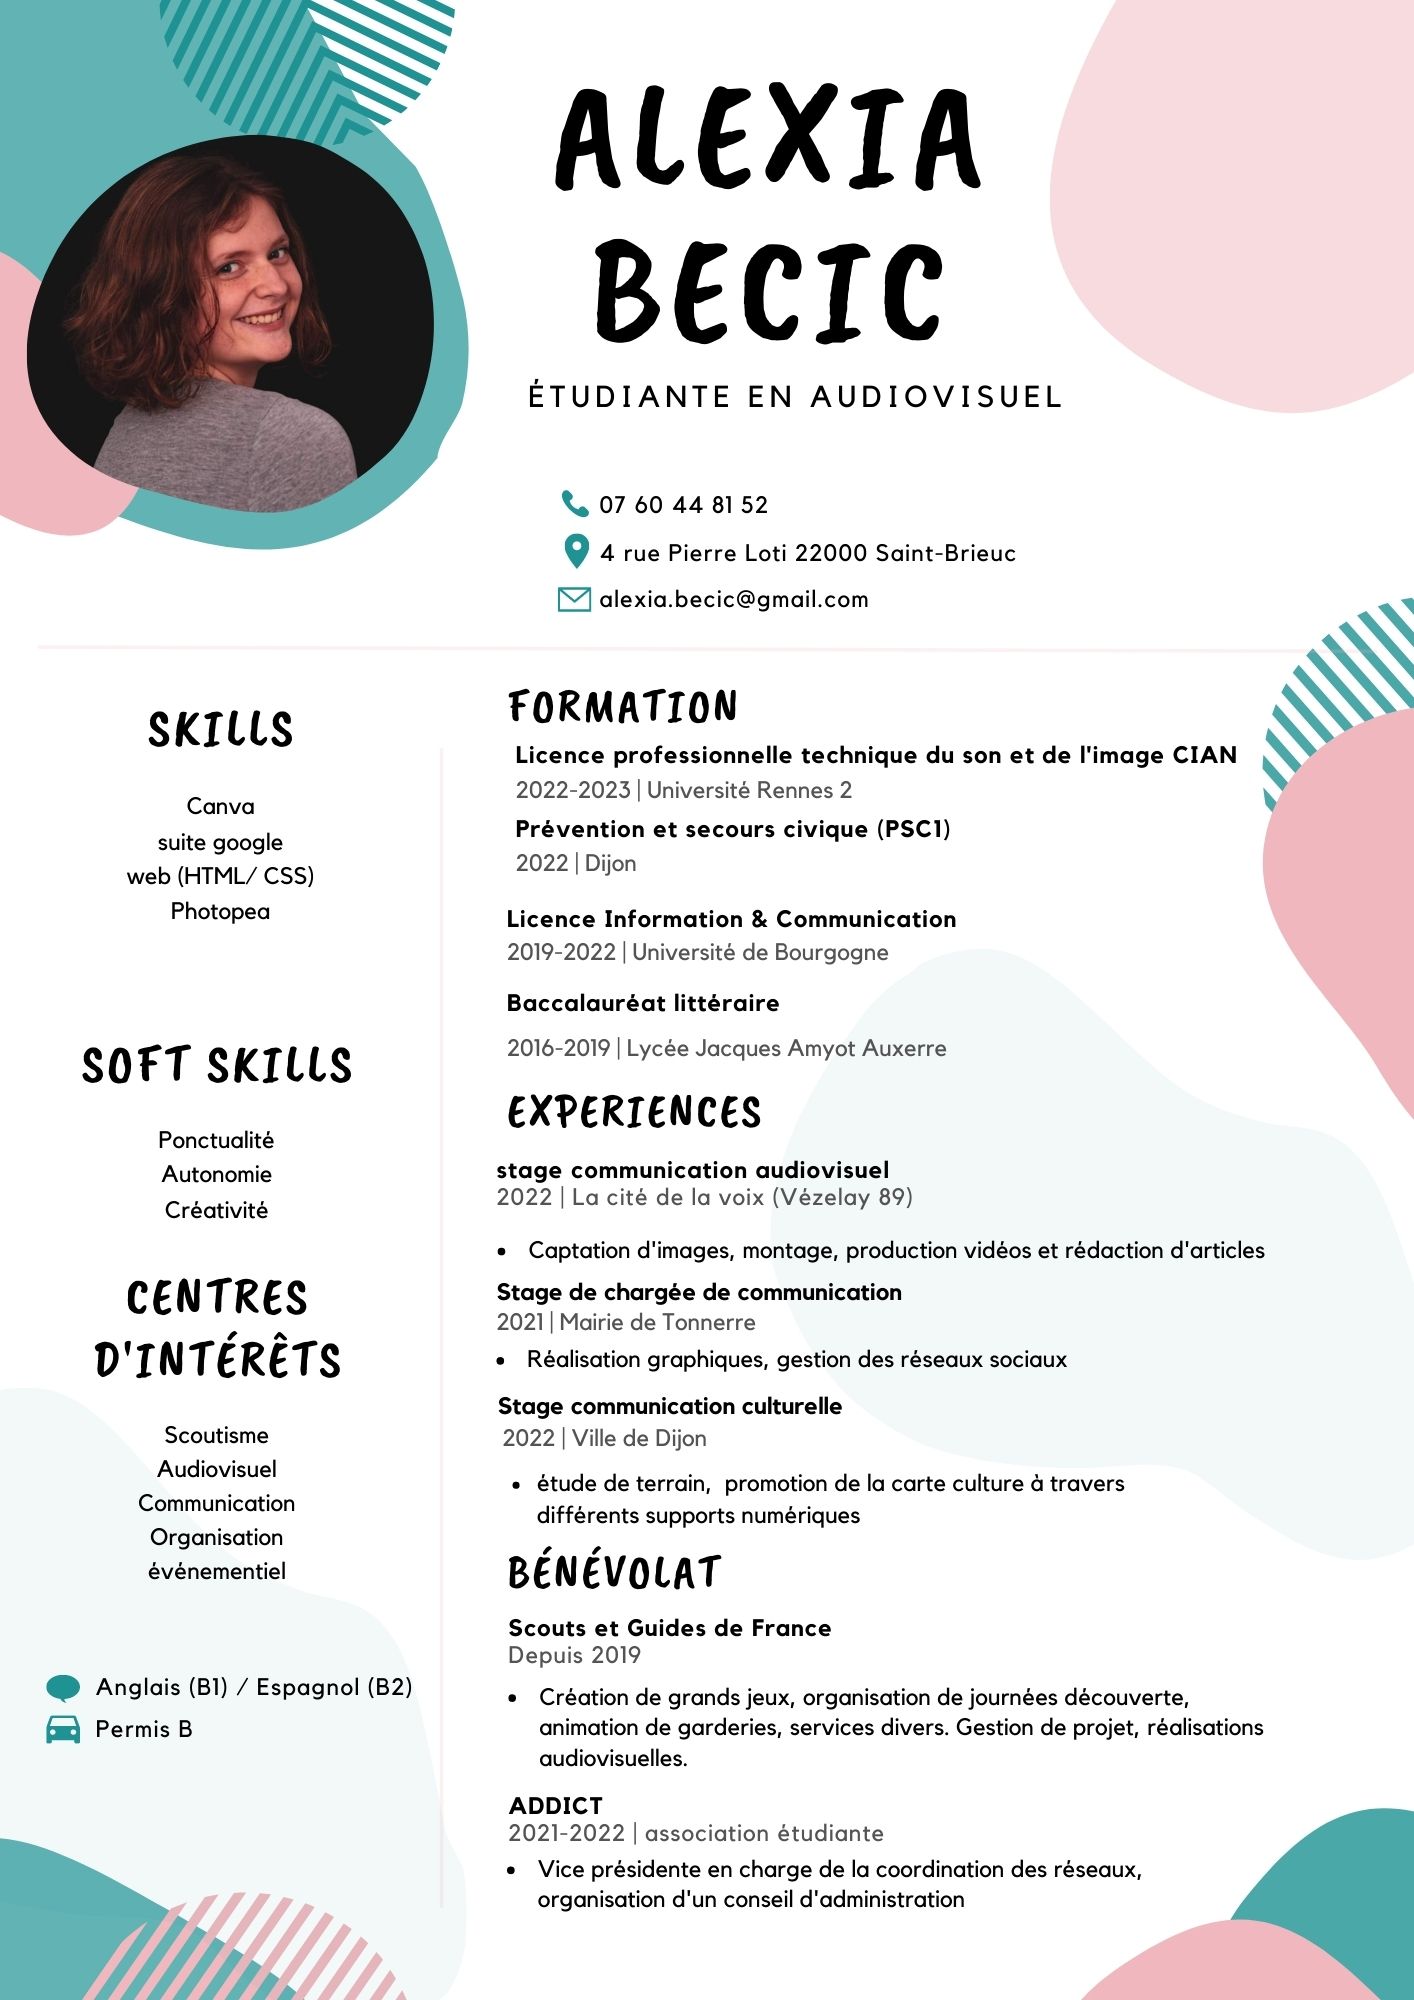 ALEXIA
BECIC
ÉTUDIANTE EN AUDIOVISUEL
07 60 44 81 52
4 rue Pierre Loti 22000 Saint-Brieuc
alexia.becic@gmail.com
SKILLS
Canva
suite google
web (HTML/ CSS)
Photopea
SOFT SKILLS
Ponctualité
Autonomie
Créativité
CENTRES
D'INTÉRÊTS
Scoutisme
Audiovisuel
Communication
Organisation
événementiel
Anglais (B1) / Espagnol (B2)
Permis B
FORMATION
Licence professionnelle technique du son et de l'image CIAN
2022-2023 | Université Rennes 2
Prévention et secours civique (PSC1)
2022 | Dijon
Licence Information & Communication
2019-2022 | Université de Bourgogne
Baccalauréat littéraire
2016-2019 | Lycée Jacques Amyot Auxerre
EXPERIENCES
stage communication audiovisuel
2022 | La cité de la voix (Vézelay 89)
• Captation d'images, montage, production vidéos et rédaction d'articles
Stage de chargée de communication
2021 | Mairie de Tonnerre
• Réalisation graphiques, gestion des réseaux sociaux
Stage communication culturelle
2022 | Ville de Dijon
• étude de terrain,  promotion de la carte culture à travers
différents supports numériques
BÉNÉVOLAT
Scouts et Guides de France
Depuis 2019
• Création de grands jeux, organisation de journées découverte,
animation de garderies, services divers. Gestion de projet, réalisations
audiovisuelles.
ADDICT
2021-2022 | association étudiante
• Vice présidente en charge de la coordination des réseaux,
organisation d'un conseil d'administration